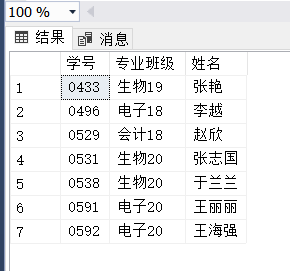 100 %
结果 消息
学号 专业班级 姓名
1 0433 生物19 张艳
2 0496 电子18 李越
3 0529 会计18 赵欣
4 0531 生物20 张志国
5 0538 生物20 于兰兰
6 0591 电子20 王丽丽
7 0592 电子20 王海强